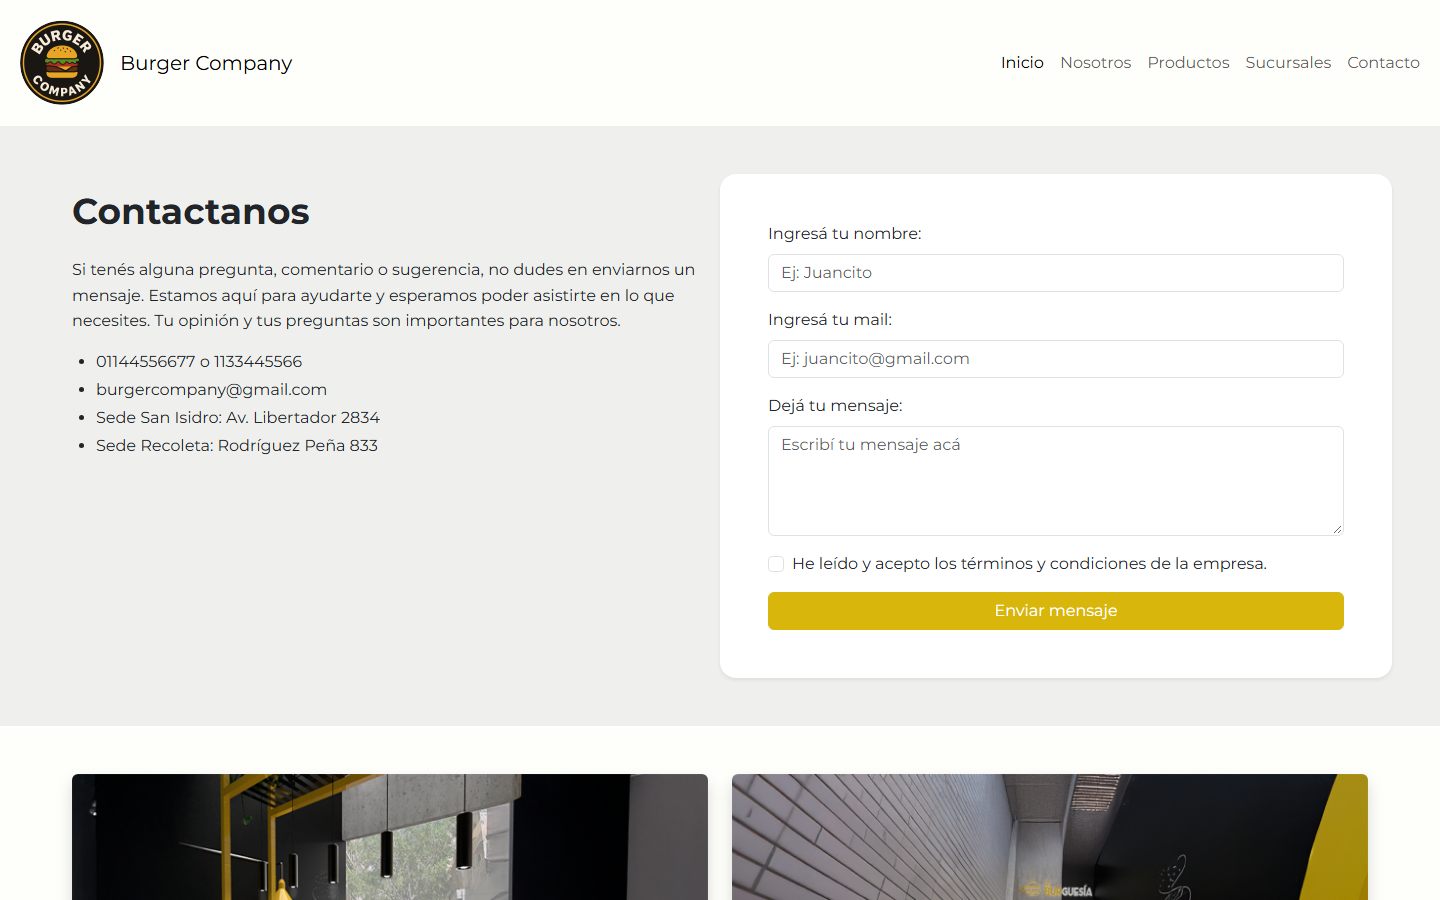 BURGER
COMPANY
Burger Company
Inicio
Nosotros
Productos
Sucursales
Contacto
Contactanos
Si tenés alguna pregunta, comentario o sugerencia, no dudes en enviarnos un
mensaje. Estamos aquí para ayudarte y esperamos poder asistirte en lo que
necesites. Tu opinión y tus preguntas son importantes para nosotros.
01144556677 o 1133445566
burgercompany@gmail.com
Sede San Isidro: Av. Libertador 2834
Sede Recoleta: Rodríguez Peña 833
Ingresá tu nombre:
Ej: Juancito
Ingresá tu mail:
Ej: juancito@gmail.com
Dejá tu mensaje:
Escribí tu mensaje acá
He leído y acepto los términos y condiciones de la empresa.
Enviar mensaje